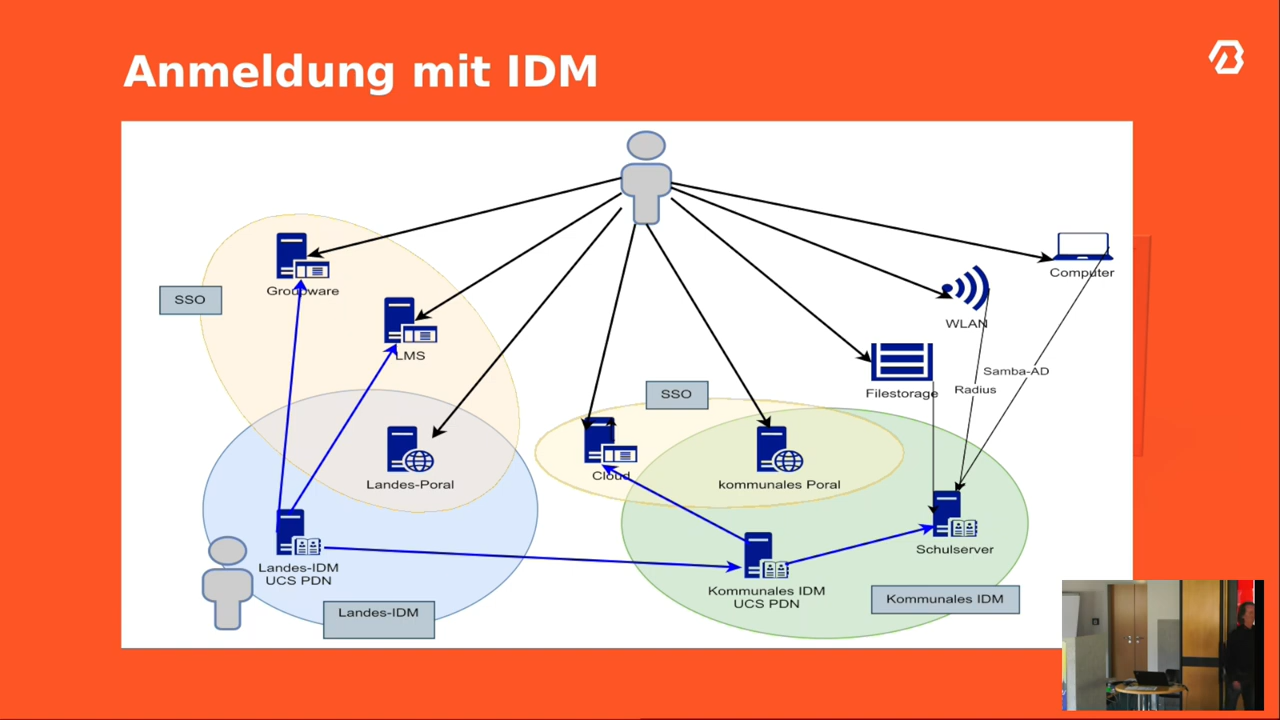 Anmeldung mit IDM
Computer
SSO
Groupware
WLAN
LMS
Samba-AD
Radius
SSO
Filestorage
Landes-Poral
Cloud
kommunales Poral
Schulserver
Landes-IDM
UCS PDN
Kommunales IDM
UCS PDN
Kommunales IDM
Landes-IDM